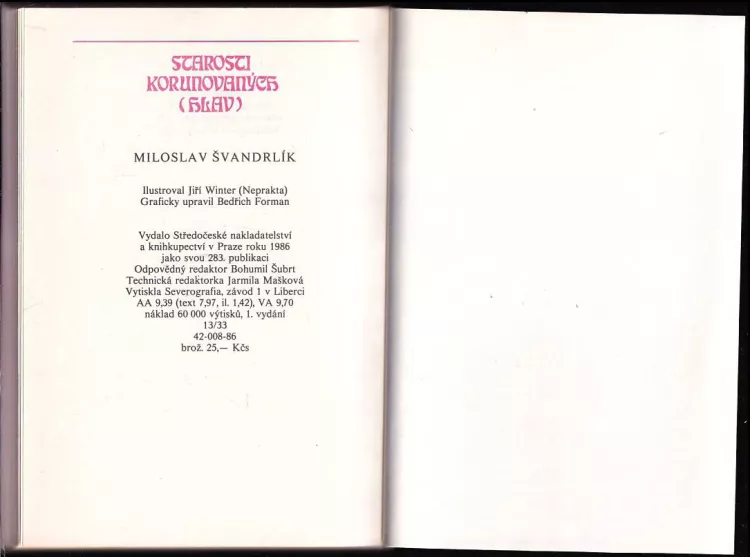 STAROSTI
KORUNOVANÝCH
(HLAV)
MILOSLAV ŠVANDRLÍK
Ilustroval Jiří Winter (Neprakta)
Graficky upravil Bedřich Forman
Vydalo Středočeské nakladatelství
a knihkupectví v Praze roku 1986
jako svou 283. publikaci
Odpovědný redaktor Bohumil Šubrt
Technická redaktorka Jarmila Mašková
Vytiskla Severografia, závod 1 v Liberci
AA 9,39 (text 7,97, il. 1,42), VA 9,70
náklad 60 000 výtisků, 1. vydání
13/33
42-008-86
brož. 25,— Kčs